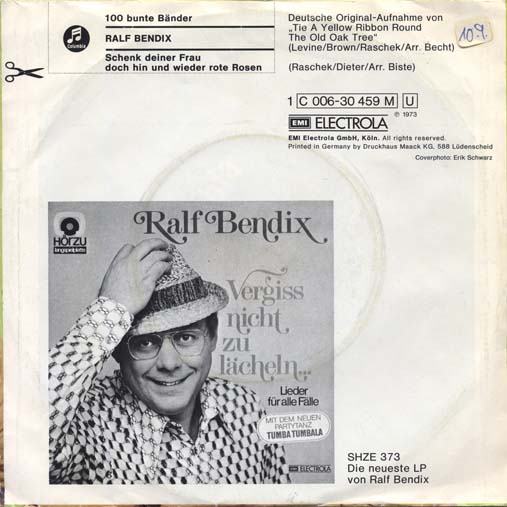 100 bunte Bänder
Columbia
RALF BENDIX
Schenk deiner Frau
doch hin und wieder rote Rosen
Deutsche Original-Aufnahme von
„Tie A Yellow Ribbon Round
The Old Oak Tree"
(Levine/Brown/Raschek/Arr. Becht)
(Raschek/Dieter/Arr. Biste)
1 C 006-30 459 M U
℗ 1973
EMI ELECTROLA
EMI Electrola GmbH, Köln. All rights reserved.
Printed in Germany by Druckhaus Maack KG, 588 Lüdenscheid
Coverphoto: Erik Schwarz
HÖRZU
langspielplatte
Ralf Bendix
Vergiss
nicht
zu
lächeln...
Lieder
für alle Fälle
MIT DEM NEUEN
PARTYTANZ
TUMBA TUMBALA
EMI ELECTROLA
SHZE 373
Die neueste LP
von Ralf Bendix